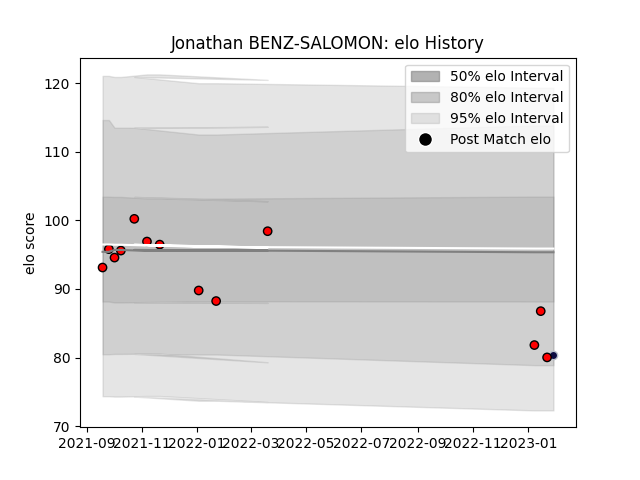 Jonathan BENZ-SALOMON: elo History
120
110
100
90
80
70
elo score
50% elo Interval
80% elo Interval
95% elo Interval
Post Match elo
2021-09 2021-11 2022-01 2022-03 2022-05 2022-07 2022-09 2022-11 2023-01